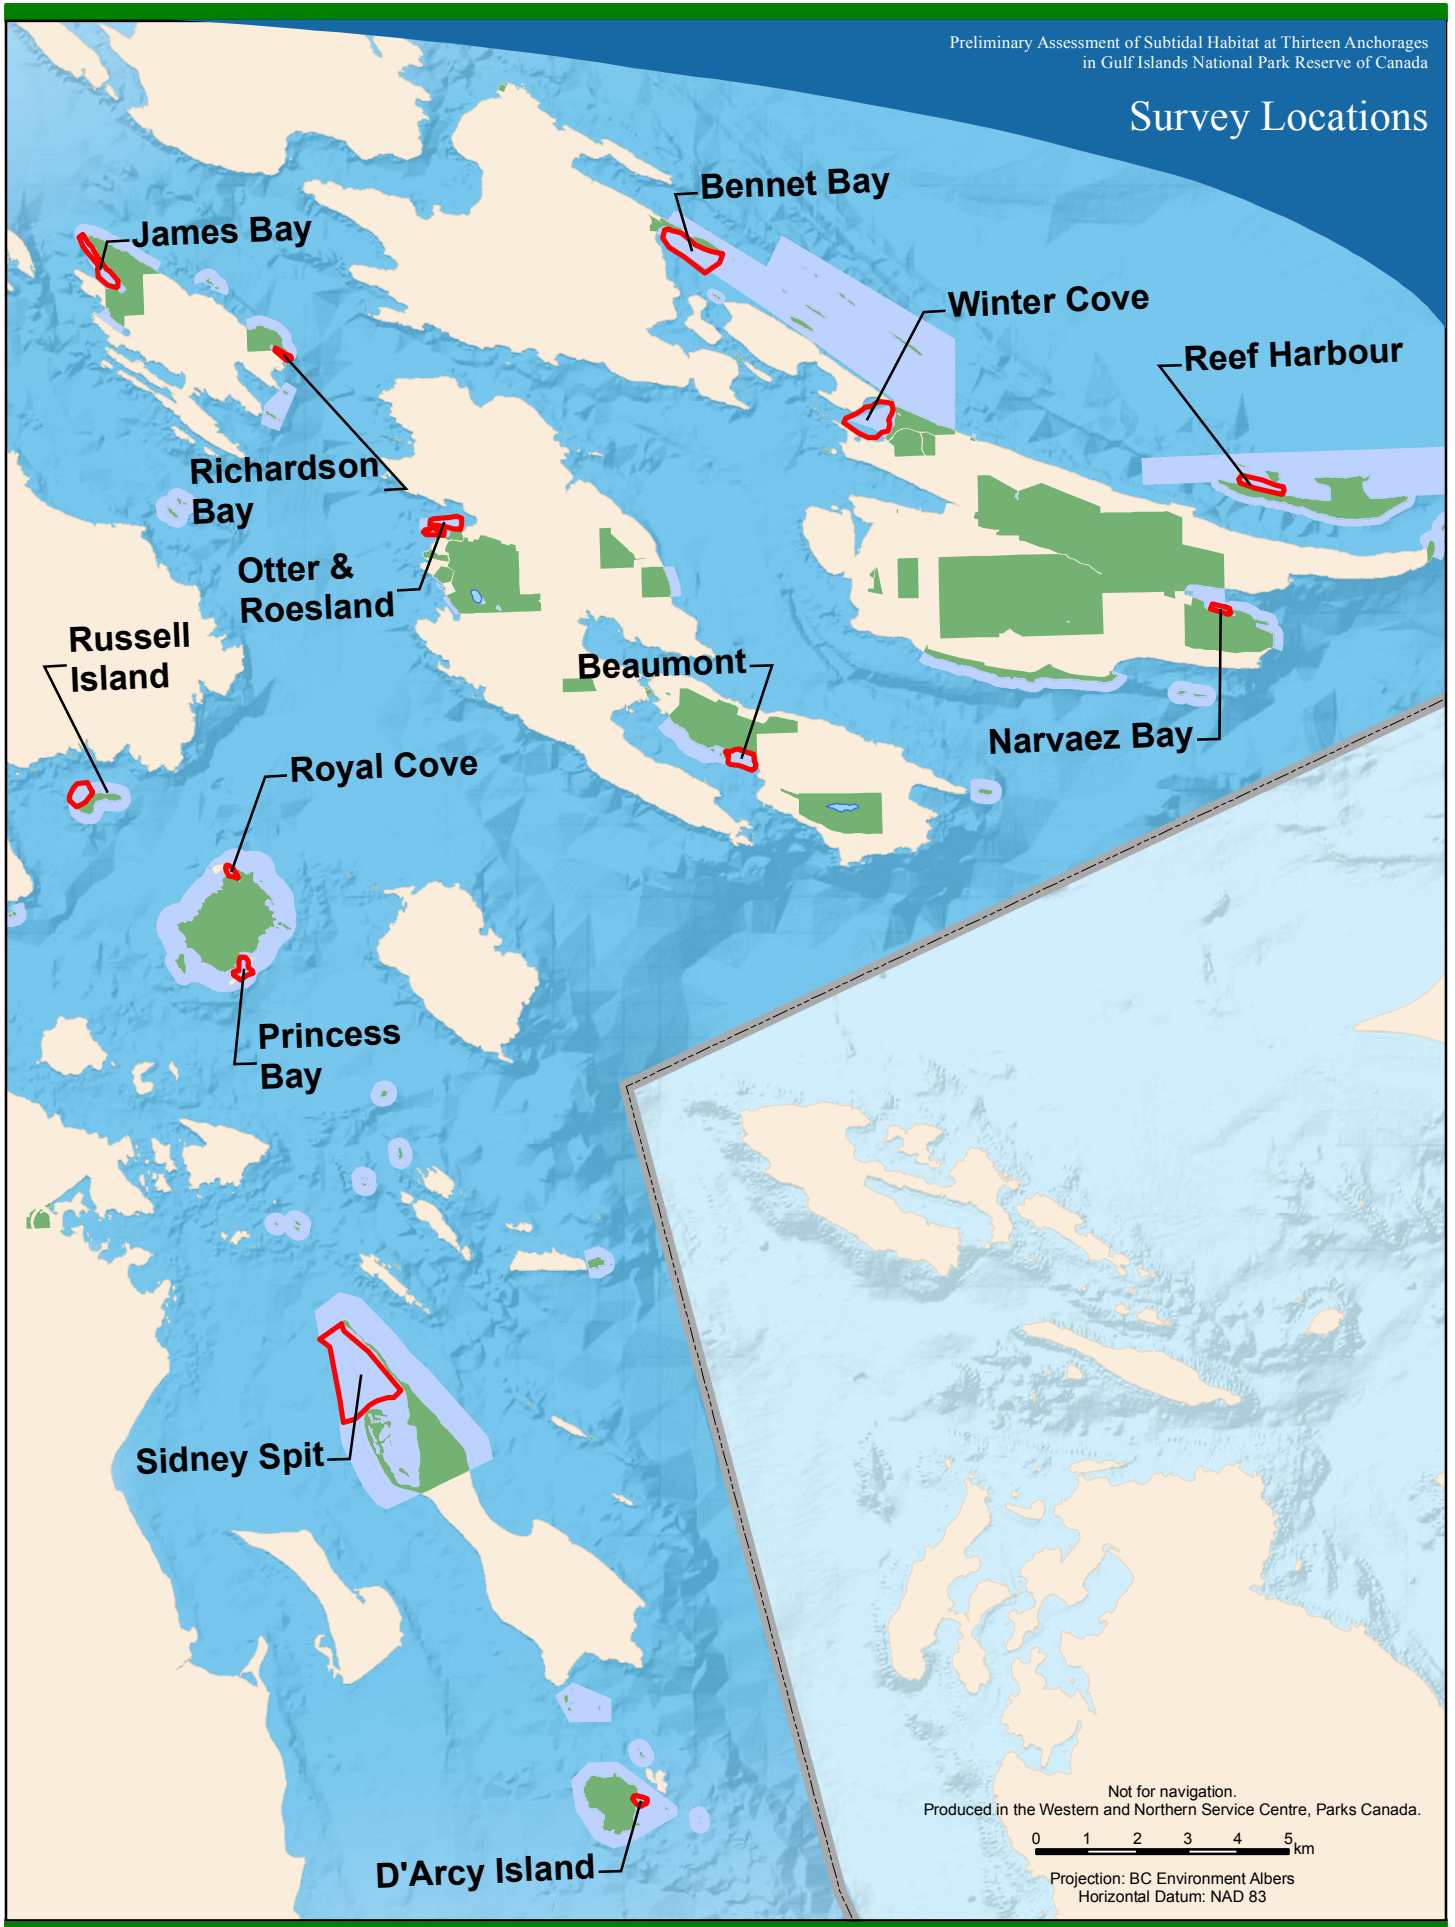 Preliminary Assessment of Subtidal Habitat at Thirteen Anchorages
in Gulf Islands National Park Reserve of Canada
Survey Locations
Bennet Bay
James Bay
Winter Cove
Reef Harbour
Richardson
Bay
Otter &
Roesland
Russell
Island
Beaumont
Narvaez Bay
Royal Cove
Princess
Bay
Sidney Spit
D'Arcy Island
Not for navigation.
Produced in the Western and Northern Service Centre, Parks Canada.
0 1 2 3 4 5
km
Projection: BC Environment Albers
Horizontal Datum: NAD 83